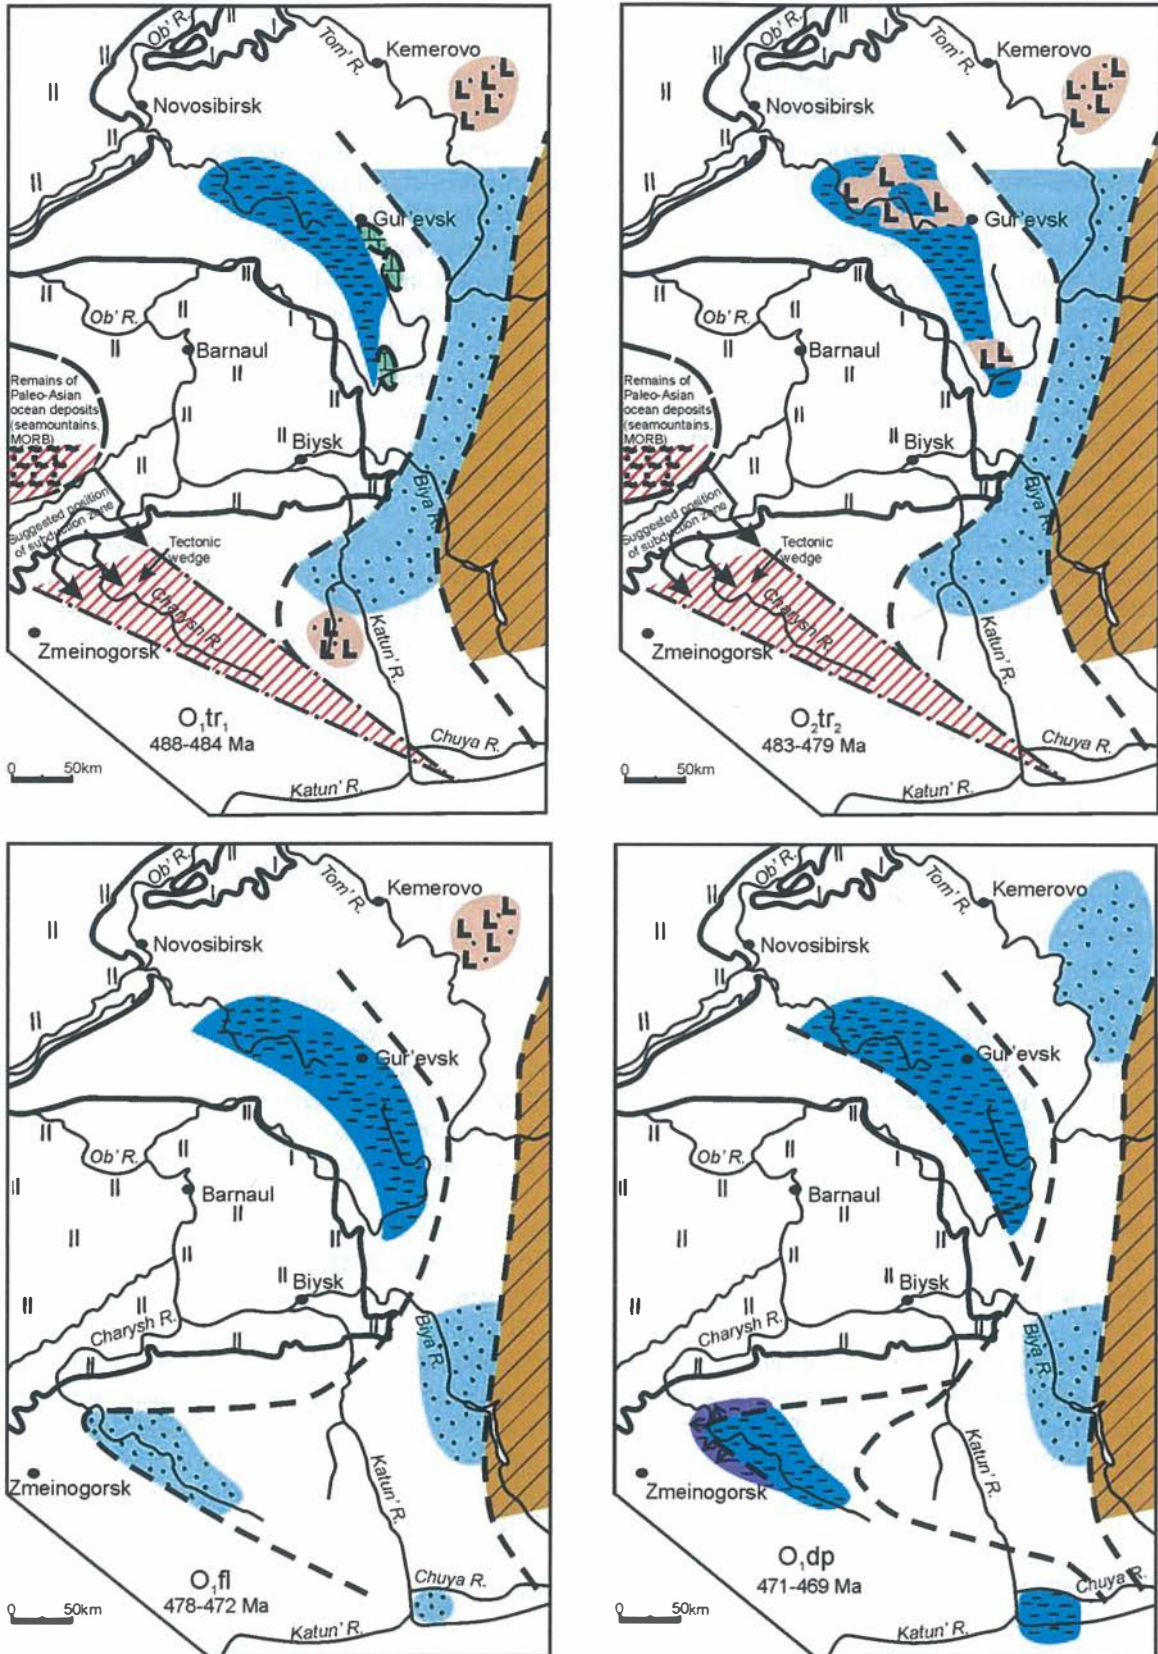 Ob' R.
Tom' R.
Kemerovo
Novosibirsk
Gur'evsk
Ob' R.
Barnaul
Remains of
Paleo-Asian
ocean deposits
(seamountains,
MORB)
Biysk
Biya R.
Suggested position
of subduction zone
Tectonic
wedge
Charysh R.
Katun' R.
Zmeinogorsk
O₁tr₁
488-484 Ma
Chuya R.
0 50km
Katun' R.
Ob' R.
Tom' R.
Kemerovo
Novosibirsk
Gur'evsk
Ob' R.
Barnaul
Remains of
Paleo-Asian
ocean deposits
(seamountains,
MORB)
Biysk
Biya R.
Suggested position
of subduction zone
Tectonic
wedge
Charysh R.
Katun' R.
Zmeinogorsk
O₂tr₂
483-479 Ma
Chuya R.
0 50km
Katun' R.
Ob' R.
Tom' R.
Kemerovo
Novosibirsk
Gur'evsk
Ob' R.
Barnaul
Biysk
Charysh R.
Biya R.
Zmeinogorsk
Katun' R.
O₁fl
478-472 Ma
Chuya R.
0 50km
Katun' R.
Ob' R.
Tom' R.
Kemerovo
Novosibirsk
Gur'evsk
Ob' R.
Barnaul
Biysk
Charysh R.
Biya R.
Zmeinogorsk
Katun' R.
O₁dp
471-469 Ma
Chuya R.
0 50km
Katun' R.